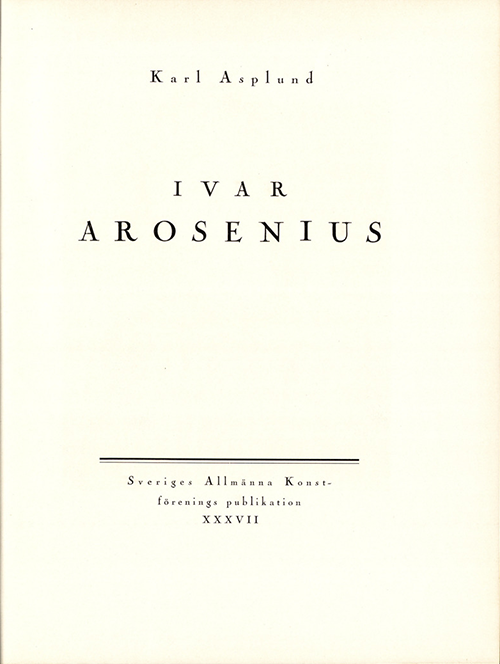 Karl Asplund
IVAR
AROSENIUS
Sveriges Allmänna Konst-
förenings publikation
XXXVII